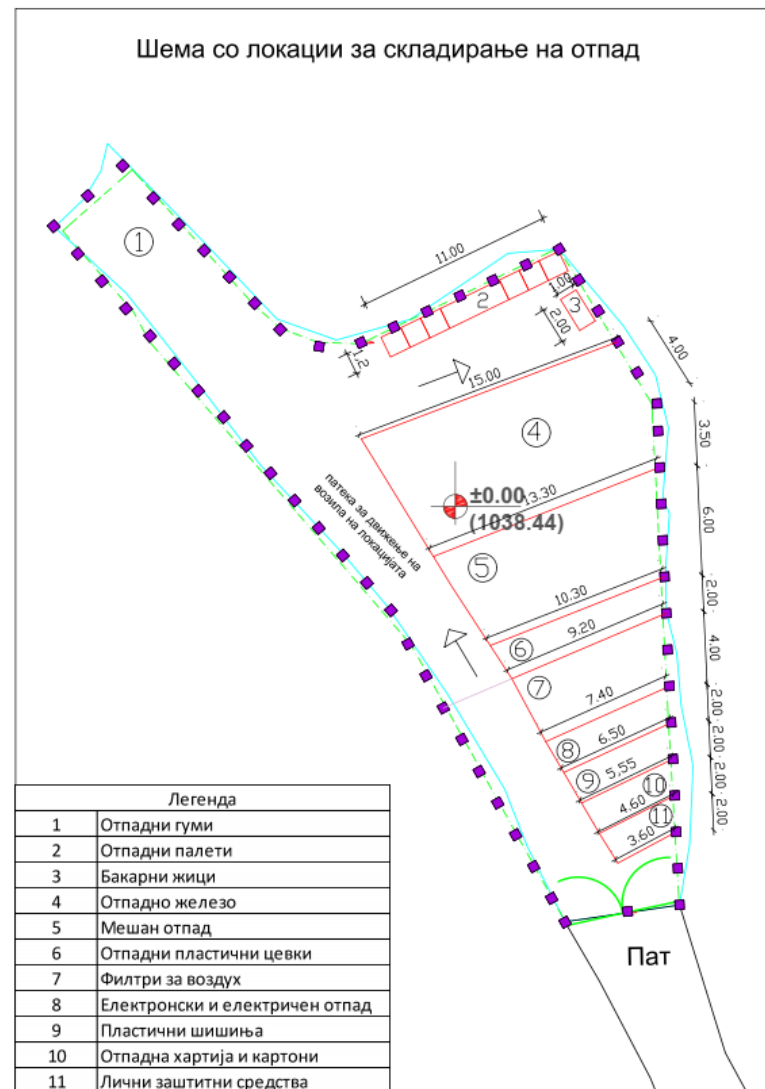 Шема со локации за складирање на отпад
1
11.00
2
1.00
3
2.00
1.2
4.00
15.00
3.50
4
патека за движење на
возила на локацијата
±0.00
(1038.44)
13.30
6.00
5
10.30
2.00
6
9.20
4.00
7
7.40
2.00
8
6.50
2.00
9
5,55
10
2.00
4.60
11
3.60
Пат
Легенда
1 Отпадни гуми
2 Отпадни палети
3 Бакарни жици
4 Отпадно железо
5 Мешан отпад
6 Отпадни пластични цевки
7 Филтри за воздух
8 Електронски и електричен отпад
9 Пластични шишиња
10 Отпадна хартија и картони
11 Лични заштитни средства